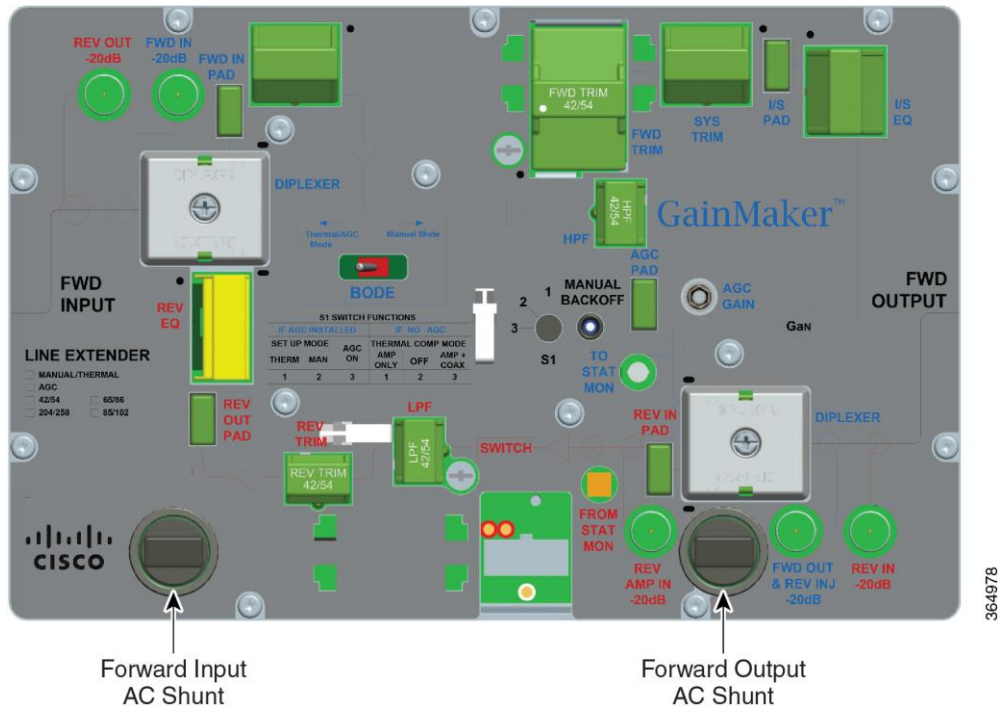 REV OUT
-20dB
FWD IN
-20dB
FWD IN
PAD
FWD TRIM
42/54
FWD
TRIM
SYS
TRIM
I/S
PAD
I/S
EQ
DIPLEXER
HPF
42/54
HPF
GainMaker™
Thermal/AGC
Mode
Manual Mode
BODE
FWD
INPUT
REV
EQ
AGC
PAD
AGC
GAIN
FWD
OUTPUT
1
2
3
S1
MANUAL
BACKOFF
GaN
S1 SWITCH FUNCTIONS
IF AGC INSTALLED
IF NO AGC
SET UP MODE
AGC
ON
THERMAL COMP MODE
THERM
MAN
AMP
ONLY
OFF
AMP +
COAX
1 2 3 1 2 3
TO
STAT
MON
LINE EXTENDER
MANUAL/THERMAL
AGC
42/54 65/86
204/258 85/102
REV
OUT
PAD
REV
TRIM
REV TRIM
42/54
LPF
LPF
42/54
SWITCH
REV IN
PAD
DIPLEXER
FROM
STAT
MON
CISCO
REV
AMP IN
-20dB
FWD OUT
& REV INJ
-20dB
REV IN
-20dB
364978
Forward Input
AC Shunt
Forward Output
AC Shunt